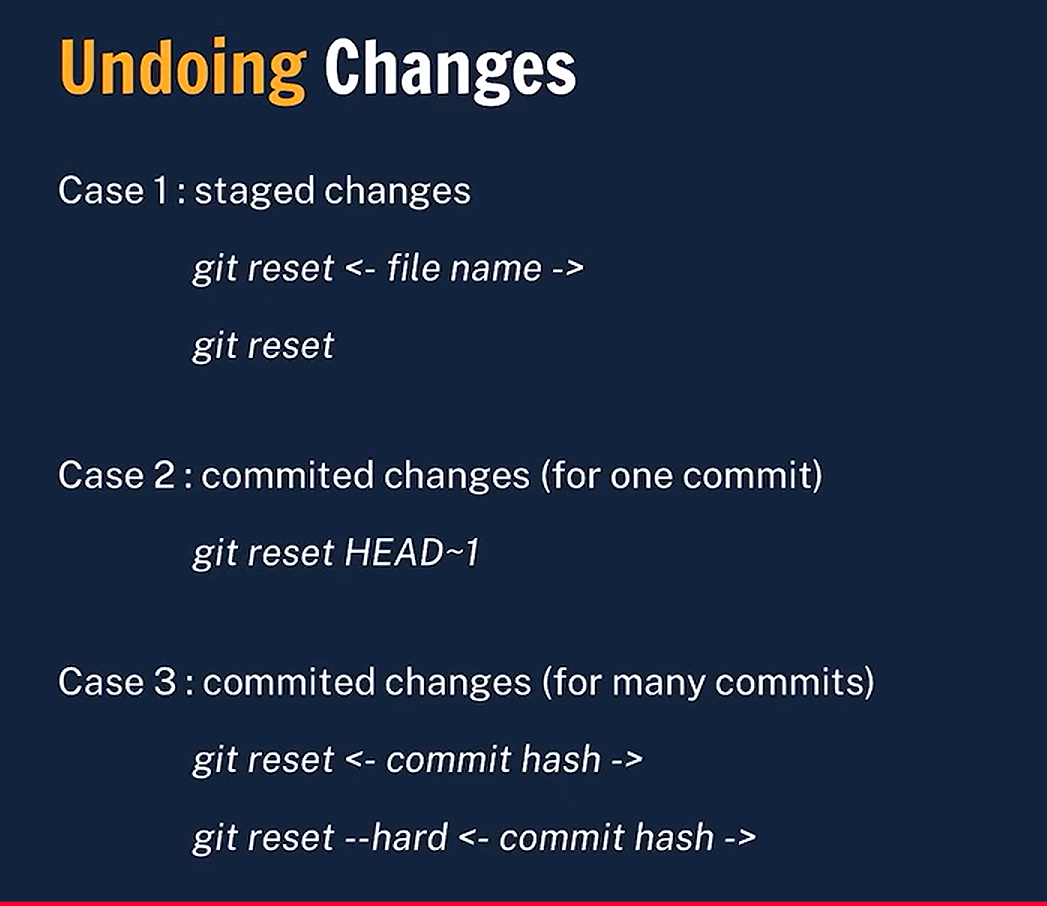 Undoing Changes
Case 1 : staged changes
git reset <- file name ->
git reset
Case 2 : commited changes (for one commit)
git reset HEAD~1
Case 3 : commited changes (for many commits)
git reset <- commit hash ->
git reset --hard <- commit hash ->